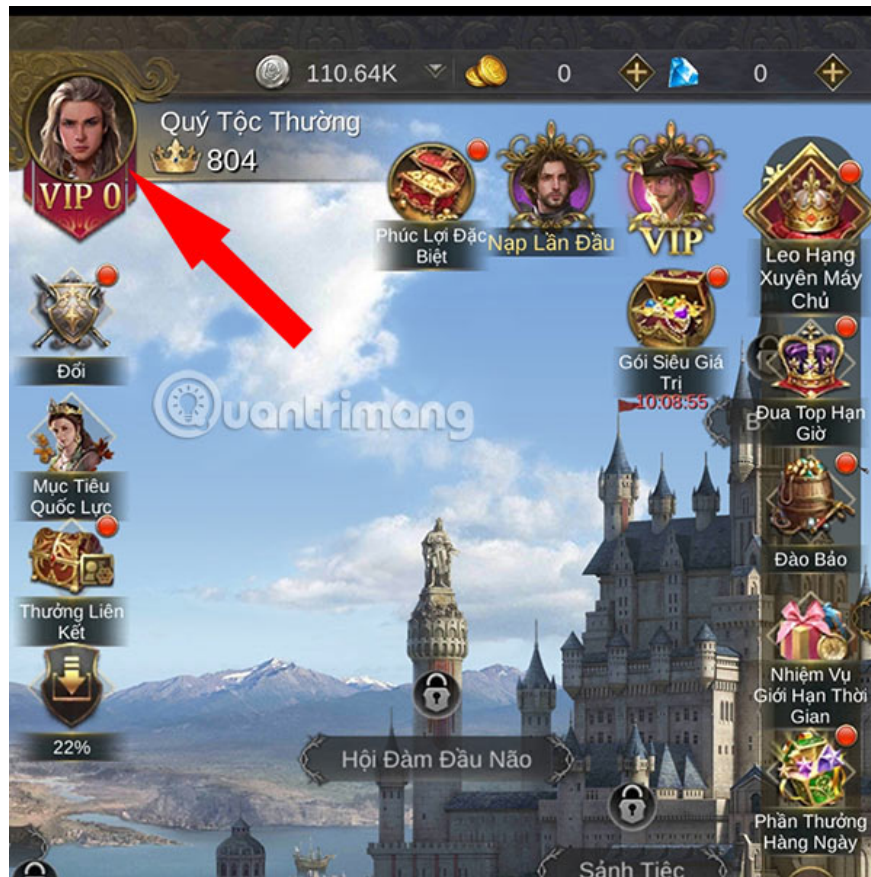 110.64K
0
0
Quý Tộc Thường
804
VIP 0
Phúc Lợi Đặc
Biệt
Nạp Lần Đầu
VIP
Leo Hạng
Xuyên Máy
Chủ
Đổi
Gói Siêu Giá
Trị
10:08:55
B
Đua Top Hạn
Giờ
Quantrimang
Mục Tiêu
Quốc Lực
Đào Bảo
Thưởng Liên
Kết
Nhiệm Vụ
Giới Hạn Thời
Gian
22%
Hội Đàm Đầu Não
Phần Thưởng
Hàng Ngày
Sảnh Tiệc